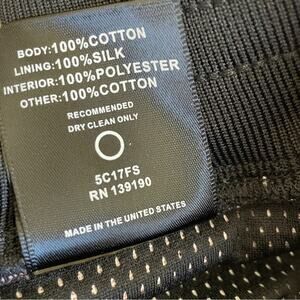 BODY:100%COTTON
LINING:100%SILK
INTERIOR:100%POLYESTER
OTHER:100%COTTON
RECOMMENDED
DRY CLEAN ONLY
5C17FS
RN 139190
MADE IN THE UNITED STATES